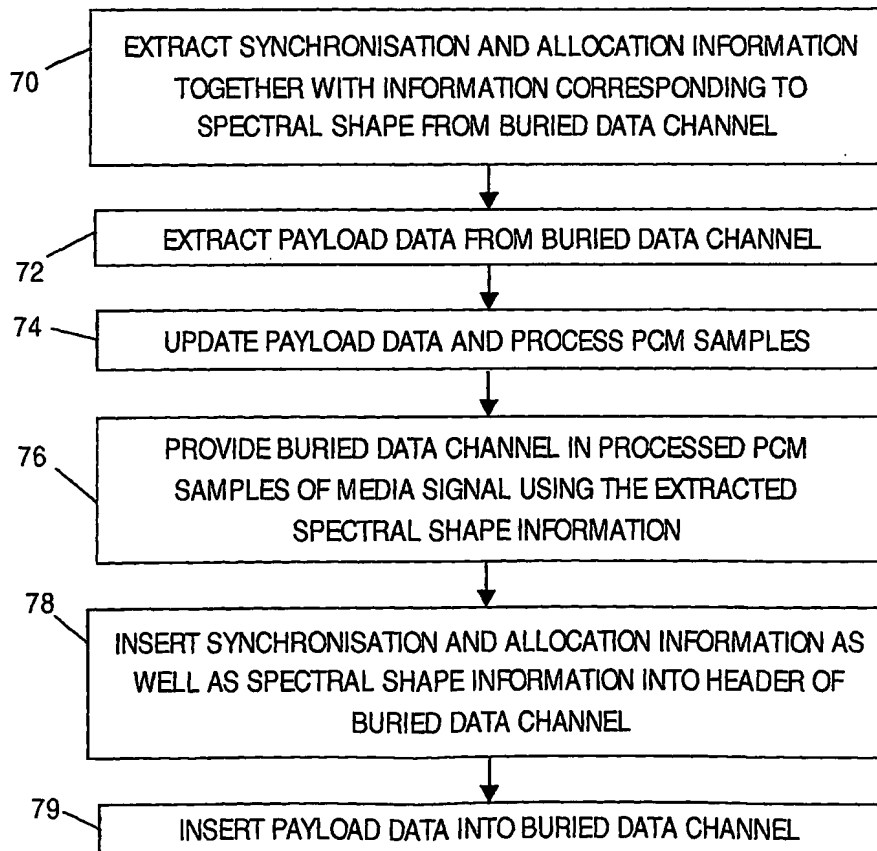 70
EXTRACT SYNCHRONISATION AND ALLOCATION INFORMATION
TOGETHER WITH INFORMATION CORRESPONDING TO
SPECTRAL SHAPE FROM BURIED DATA CHANNEL
72
EXTRACT PAYLOAD DATA FROM BURIED DATA CHANNEL
74
UPDATE PAYLOAD DATA AND PROCESS PCM SAMPLES
76
PROVIDE BURIED DATA CHANNEL IN PROCESSED PCM
SAMPLES OF MEDIA SIGNAL USING THE EXTRACTED
SPECTRAL SHAPE INFORMATION
78
INSERT SYNCHRONISATION AND ALLOCATION INFORMATION AS
WELL AS SPECTRAL SHAPE INFORMATION INTO HEADER OF
BURIED DATA CHANNEL
79
INSERT PAYLOAD DATA INTO BURIED DATA CHANNEL